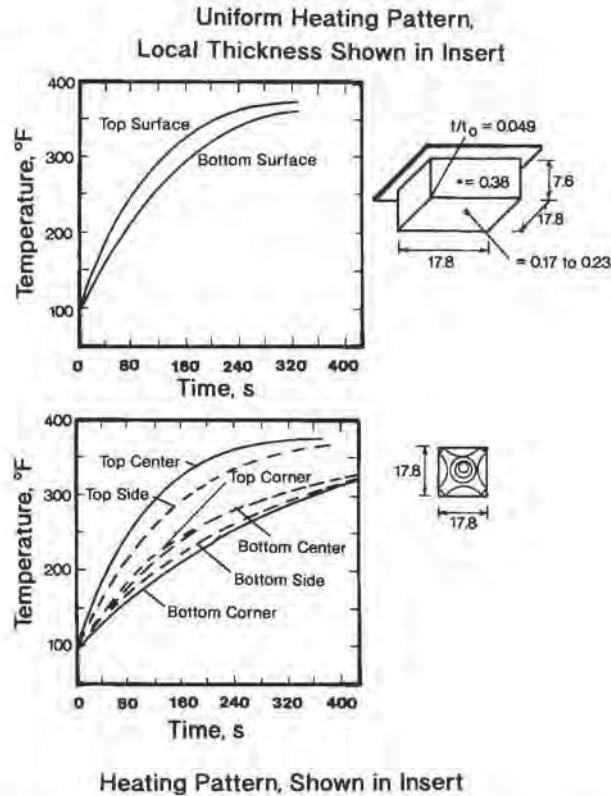 Uniform Heating Pattern,
Local Thickness Shown in Insert
400
300
200
100
Temperature, °F
Top Surface
Bottom Surface
0 80 160 240 320 400
Time, s
t/t₀ = 0.049
•= 0.38
7.6
17.8
17.8
= 0.17 to 0.23
400
300
200
100
Temperature, °F
Top Center
Top Side
Top Corner
Bottom Center
Bottom Side
Bottom Corner
0 80 160 240 320 400
Time, s
17.8
17.8
Heating Pattern, Shown in Insert